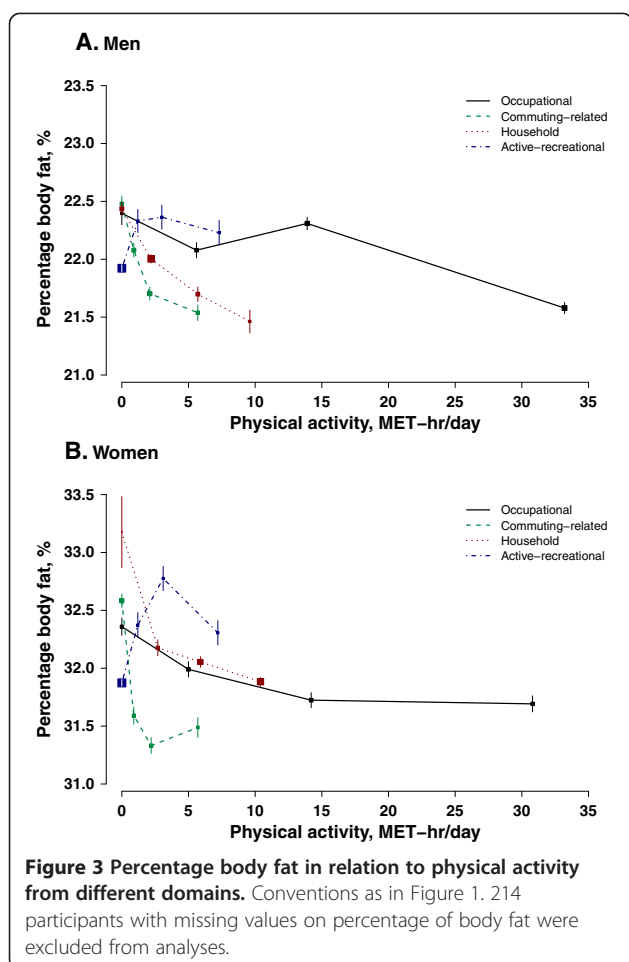 A. Men
23.5
23.0
22.5
22.0
21.5
21.0
Percentage body fat, %
Occupational
Commuting−related
Household
Active−recreational
0 5 10 15 20 25 30 35
Physical activity, MET−hr/day
B. Women
33.5
33.0
32.5
32.0
31.5
31.0
Percentage body fat, %
Occupational
Commuting−related
Household
Active−recreational
0 5 10 15 20 25 30 35
Physical activity, MET−hr/day
Figure 3 Percentage body fat in relation to physical activity
from different domains. Conventions as in Figure 1. 214
participants with missing values on percentage of body fat were
excluded from analyses.